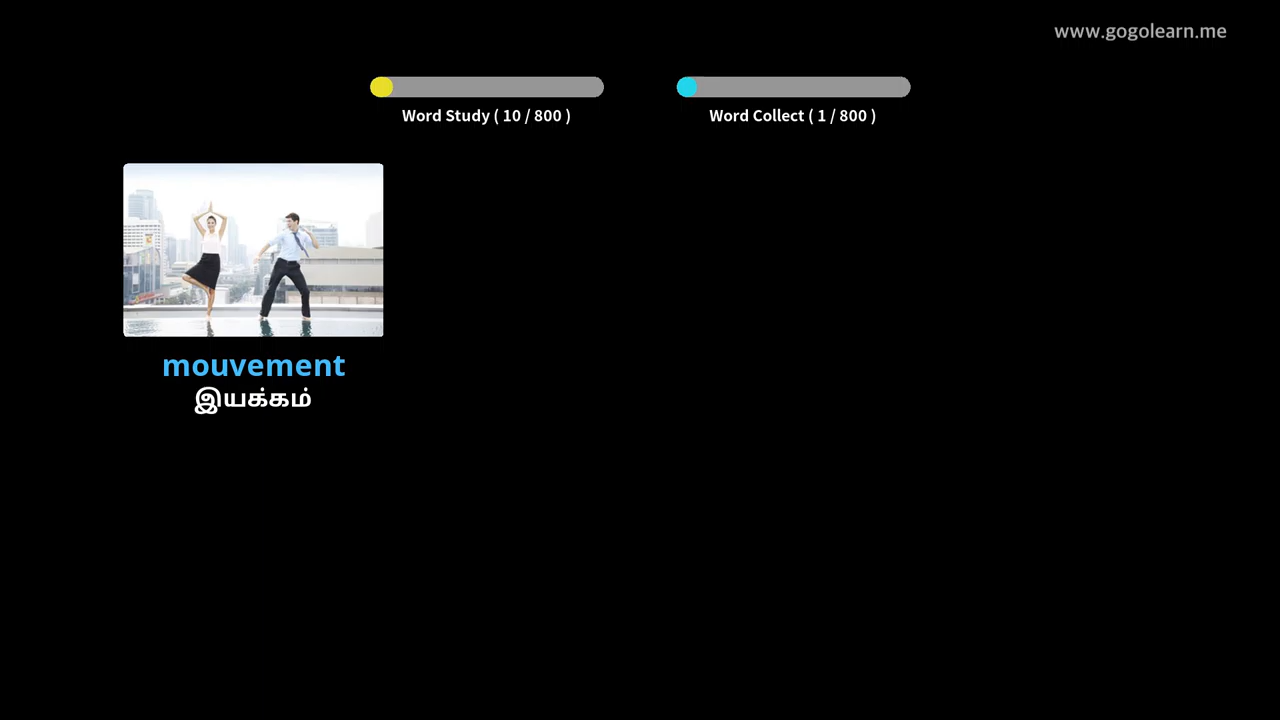 www.gogolearn.me
Word Study ( 10 / 800 )
Word Collect ( 1 / 800 )
mouvement
இயக்கம்